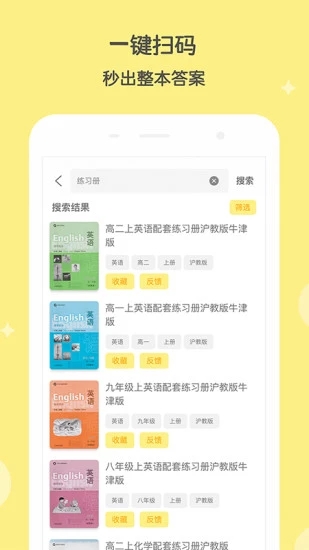 一键扫码
秒出整本答案
练习册
搜索
搜索结果
筛选
English 英语
高二上英语配套练习册沪教版牛津
版
英语 高二 上册 沪教版
收藏 反馈
English 英语
高一上英语配套练习册沪教版牛津
版
英语 高一 上册 沪教版
收藏 反馈
English 英语
九年级上英语配套练习册沪教版牛
津版
英语 九年级 上册 沪教版
收藏 反馈
English 英语
八年级上英语配套练习册沪教版牛
津版
英语 八年级 上册 沪教版
收藏 反馈
高二上化学配套练习册沪教版